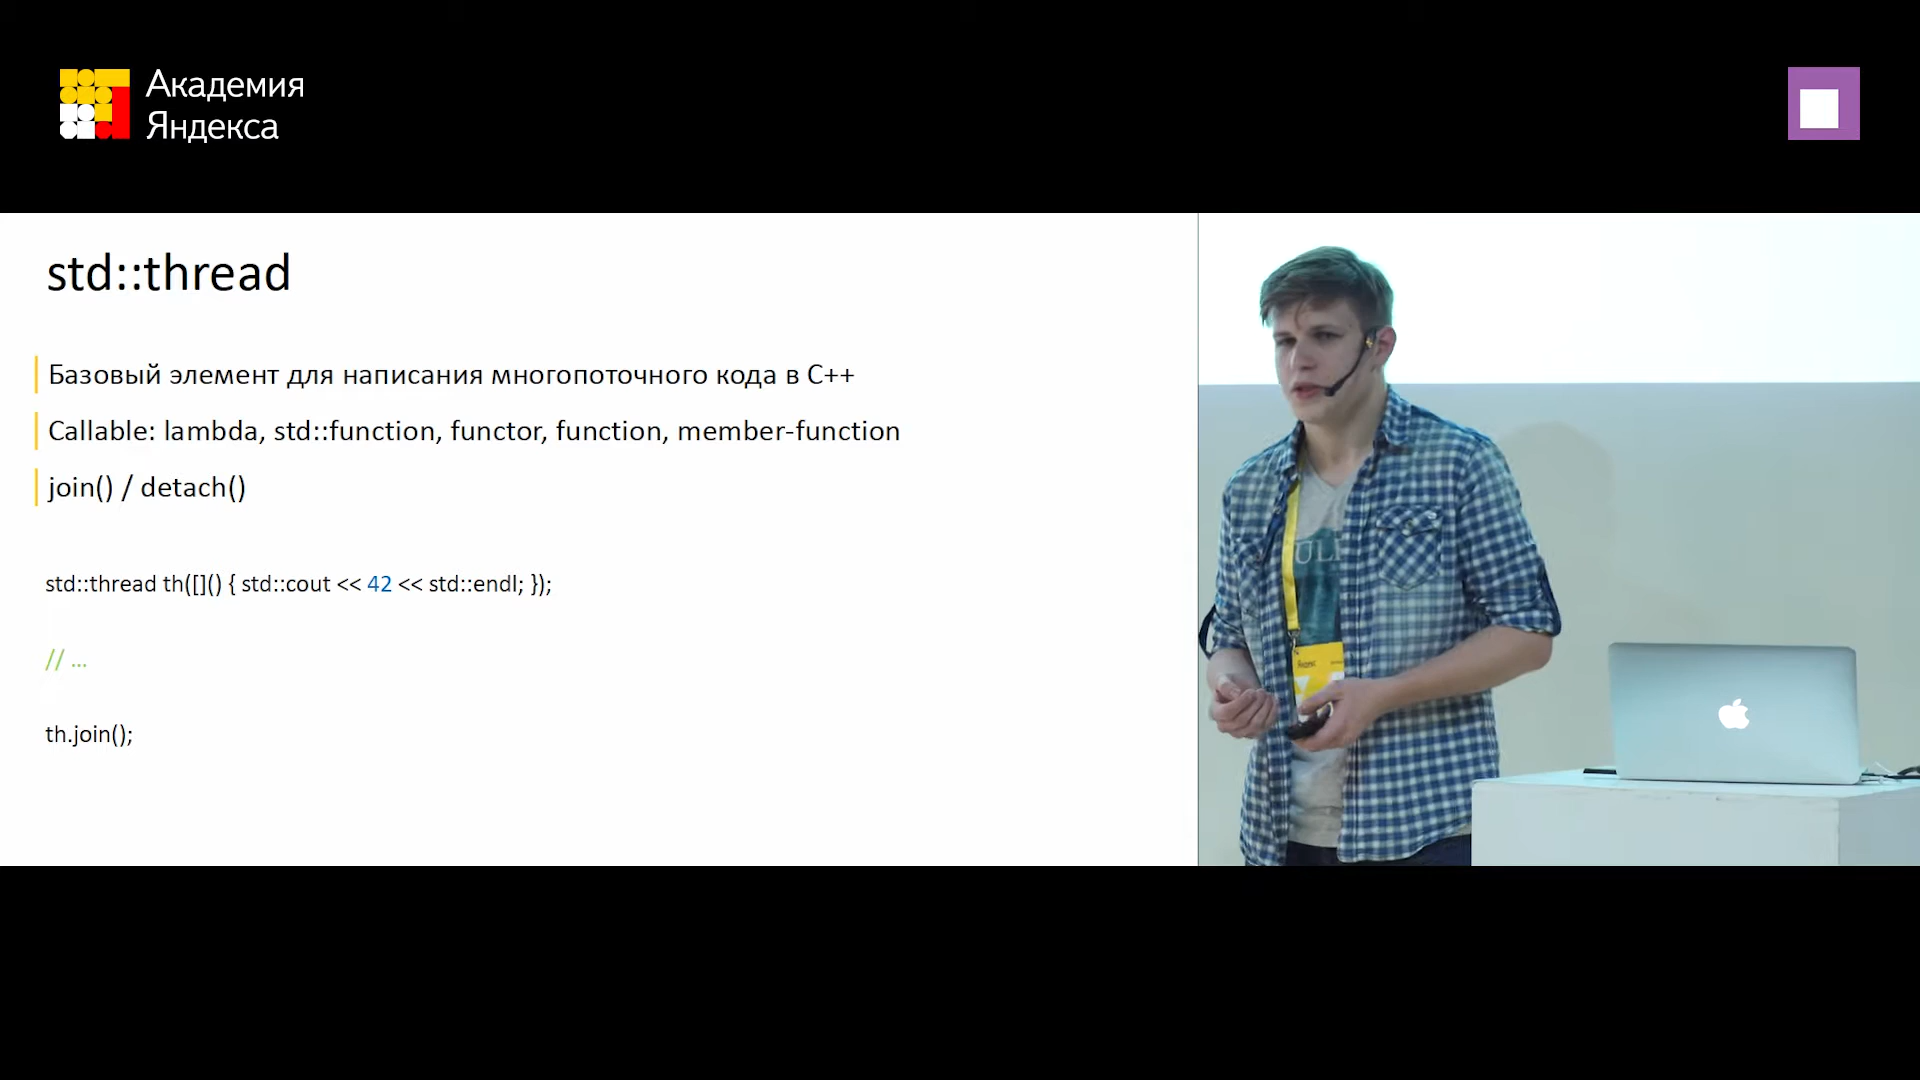 Академия
Яндекса
std::thread
Базовый элемент для написания многопоточного кода в C++
Callable: lambda, std::function, functor, function, member-function
join() / detach()
std::thread th([]() { std::cout << 42 << std::endl; });
// ...
th.join();